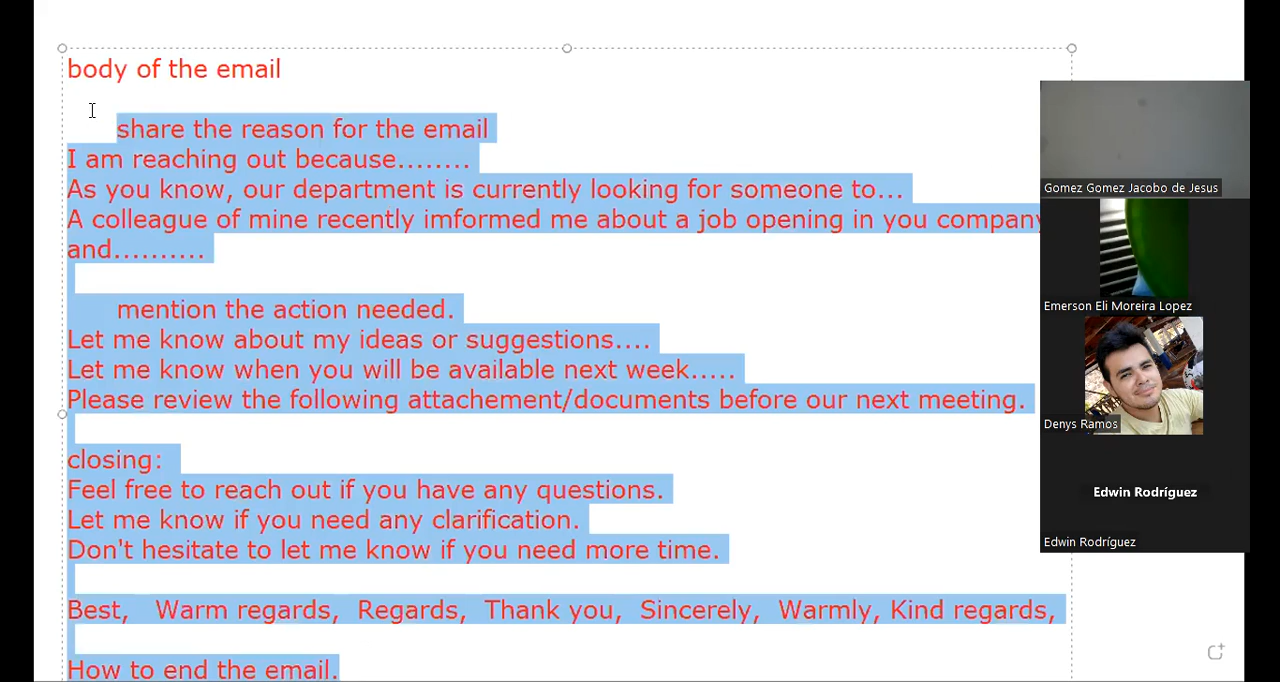 body of the email
share the reason for the email
I am reaching out because........
As you know, our department is currently looking for someone to...
A colleague of mine recently imformed me about a job opening in you company
and..........
mention the action needed.
Let me know about my ideas or suggestions....
Let me know when you will be available next week.....
Please review the following attachement/documents before our next meeting.
closing:
Feel free to reach out if you have any questions.
Let me know if you need any clarification.
Don't hesitate to let me know if you need more time.
Best, Warm regards, Regards, Thank you, Sincerely, Warmly, Kind regards,
How to end the email.
Gomez Gomez Jacobo de Jesus
Emerson Eli Moreira Lopez
Denys Ramos
Edwin Rodríguez
Edwin Rodríguez